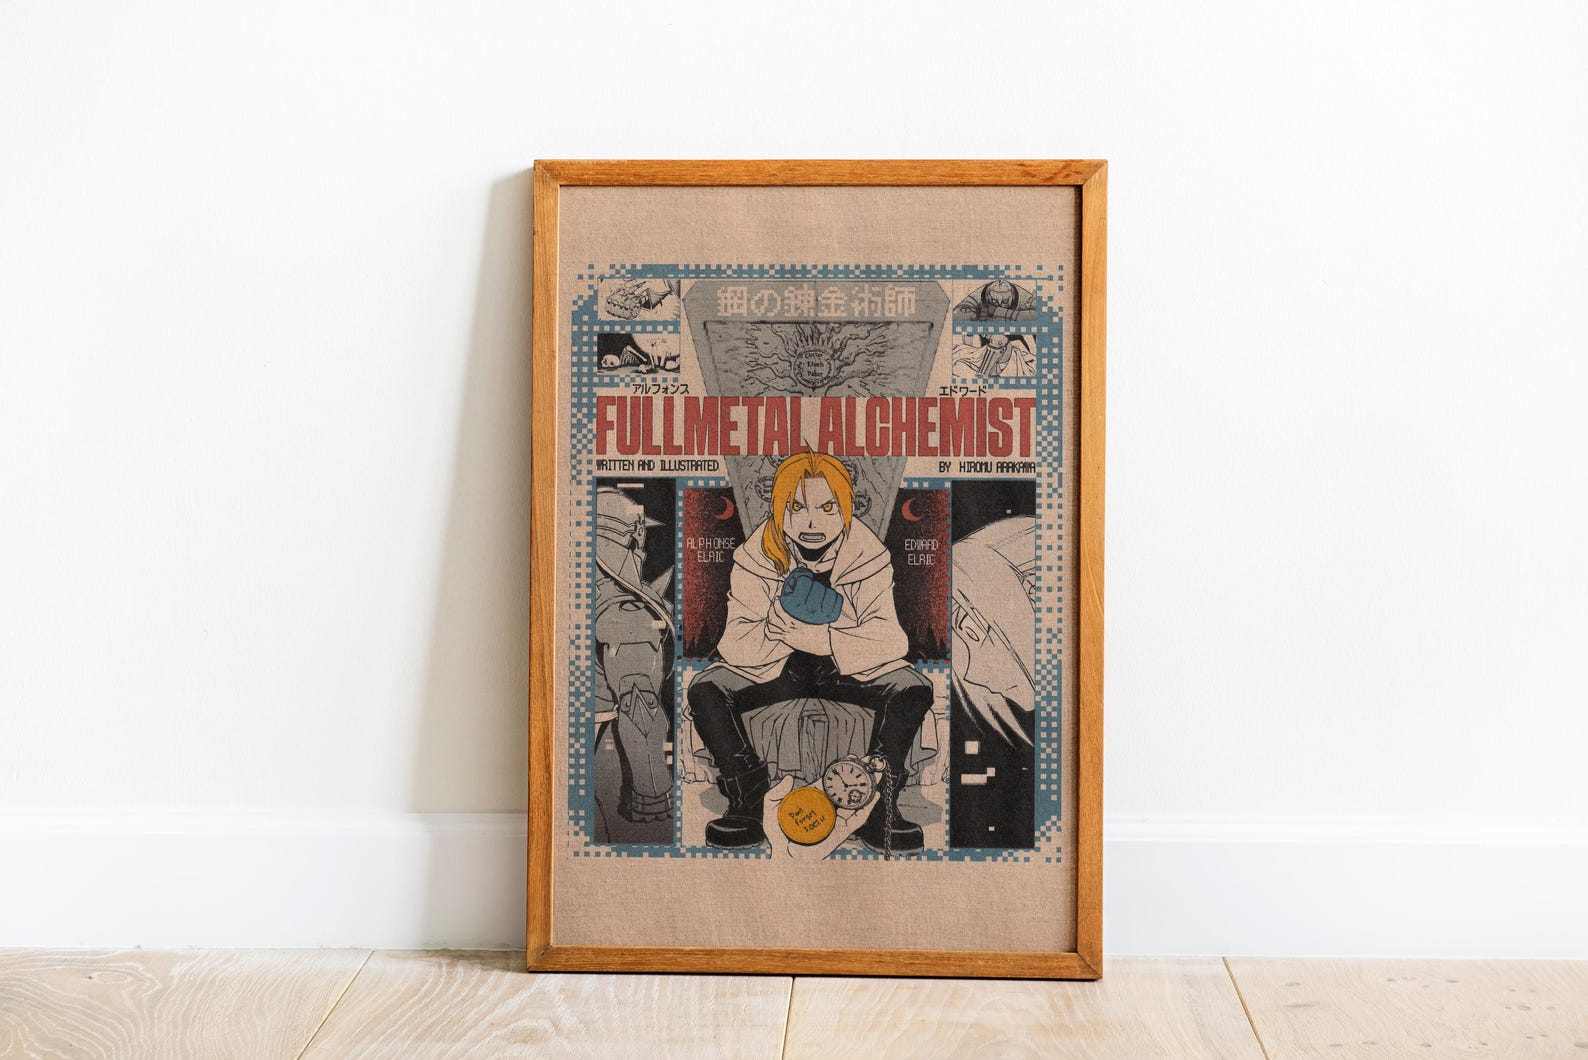 鋼の錬金術師
アルフォンス
エドワード
FULLMETAL ALCHEMIST
WRITTEN AND ILLUSTRATED
BY HIROMU ARAKAWA
ALPHONSE
ELRIC
EDWARD
ELRIC
Dont
Forget
3.OCT.11